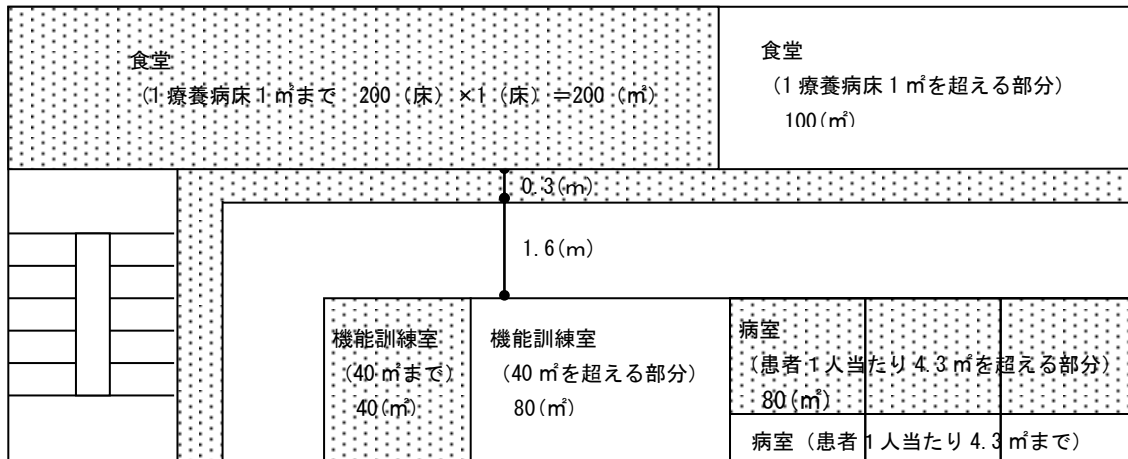 食堂
（1療養病床1㎡まで　200（床）×1（床）＝200（㎡）
食堂
（1療養病床1㎡を超える部分）
100(㎡)
0.3(m)
1.6(m)
機能訓練室
（40㎡まで）
40(㎡)
機能訓練室
（40㎡を超える部分）
80(㎡)
病室
（患者1人当たり4.3㎡を超える部分）
80(㎡)
病室（患者1人当たり4.3㎡まで）